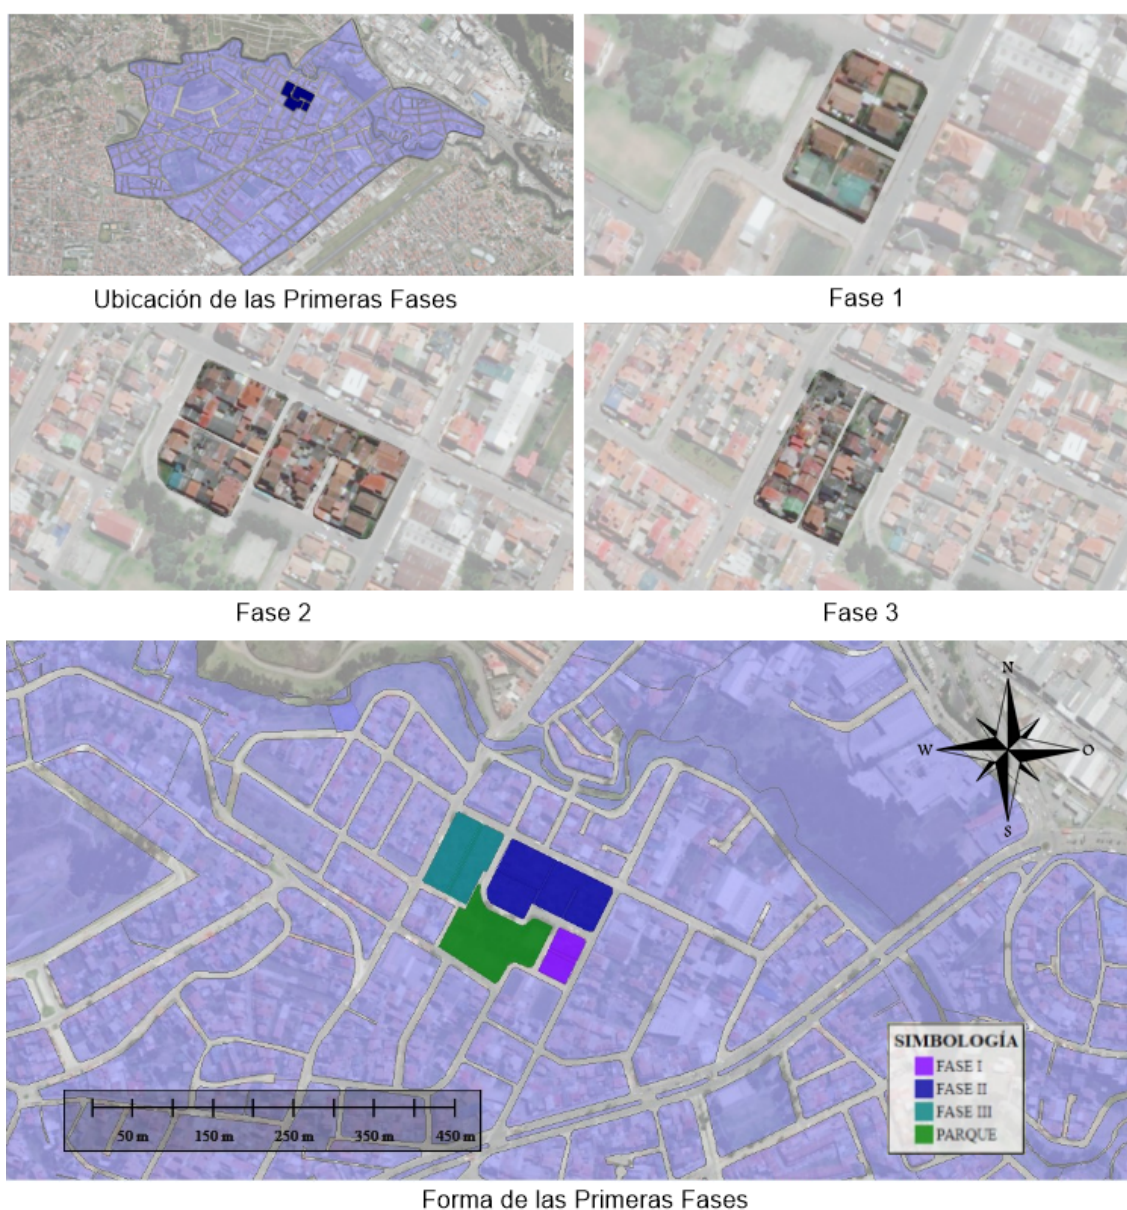 Ubicación de las Primeras Fases
Fase 1
Fase 2
Fase 3
N
W
O
S
SIMBOLOGÍA
FASE I
FASE II
FASE III
PARQUE
50 m 150 m 250 m 350 m 450 m
Forma de las Primeras Fases